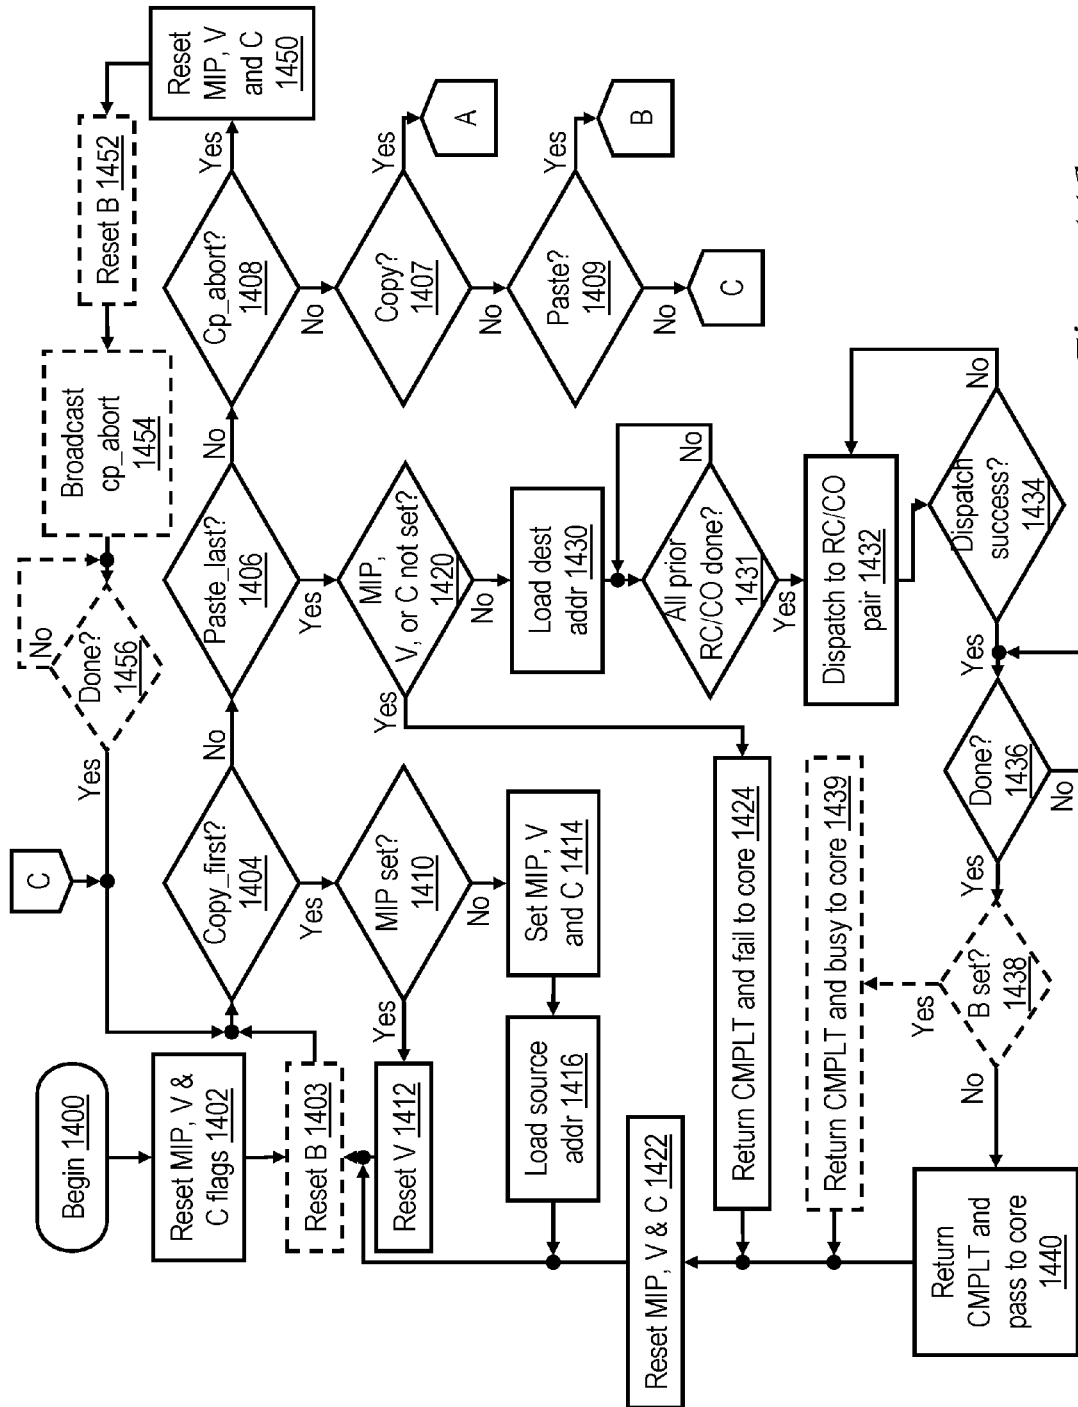 Begin 1400
Reset MIP, V &
C flags 1402
Reset B 1403
C
Copy_first?
1404
No
Yes
MIP set?
1410
Yes
No
Reset V 1412
Set MIP, V
and C 1414
Load source
addr 1416
Paste_last?
1406
No
Yes
MIP,
V, or C not set?
1420
Yes
No
Return CMPLT and fail to core 1424
Reset MIP, V & C 1422
Load dest
addr 1430
All prior
RC/CO done?
1431
No
Yes
Dispatch to RC/CO
pair 1432
Dispatch
success?
1434
No
Yes
Done?
1436
No
Yes
B set?
1438
Yes
No
Return CMPLT and busy to core 1439
Return
CMPLT and
pass to core
1440
Cp_abort?
1408
Yes
No
Reset
MIP, V
and C
1450
Reset B 1452
Broadcast
cp_abort
1454
Done?
1456
No
Yes
Copy?
1407
Yes
No
A
Paste?
1409
Yes
No
B
C